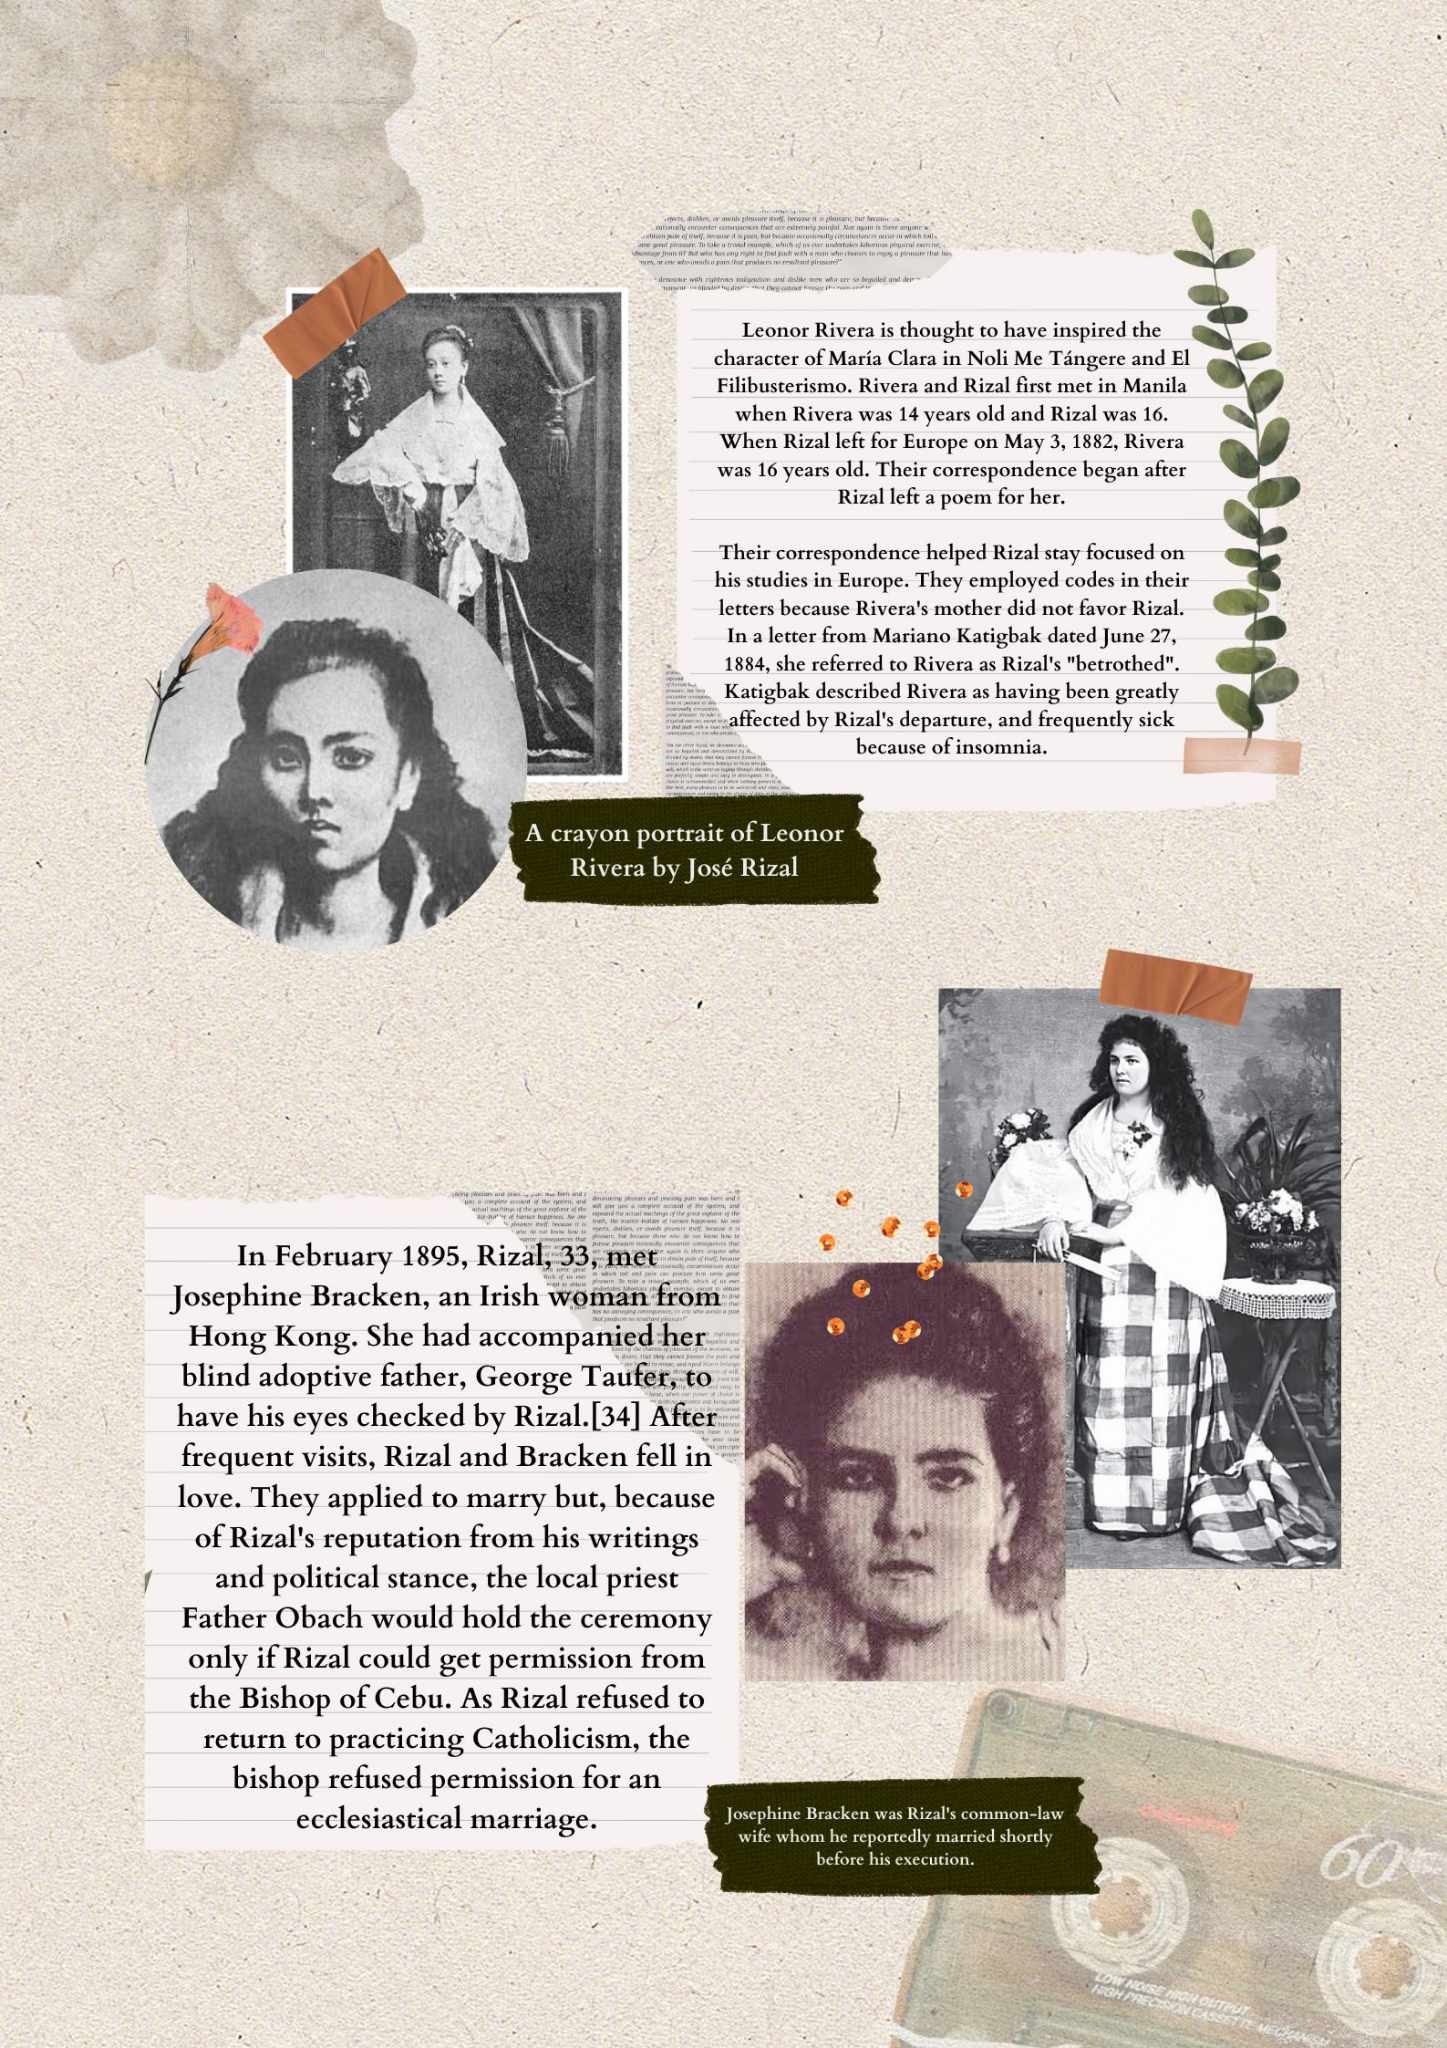 Leonor Rivera is thought to have inspired the
character of María Clara in Noli Me Tángere and El
Filibusterismo. Rivera and Rizal first met in Manila
when Rivera was 14 years old and Rizal was 16.
When Rizal left for Europe on May 3, 1882, Rivera
was 16 years old. Their correspondence began after
Rizal left a poem for her.
Their correspondence helped Rizal stay focused on
his studies in Europe. They employed codes in their
letters because Rivera's mother did not favor Rizal.
In a letter from Mariano Katigbak dated June 27,
1884, she referred to Rivera as Rizal's "betrothed".
Katigbak described Rivera as having been greatly
affected by Rizal's departure, and frequently sick
because of insomnia.
A crayon portrait of Leonor
Rivera by José Rizal
In February 1895, Rizal, 33, met
Josephine Bracken, an Irish woman from
Hong Kong. She had accompanied her
blind adoptive father, George Taufer, to
have his eyes checked by Rizal.[34] After
frequent visits, Rizal and Bracken fell in
love. They applied to marry but, because
of Rizal's reputation from his writings
and political stance, the local priest
Father Obach would hold the ceremony
only if Rizal could get permission from
the Bishop of Cebu. As Rizal refused to
return to practicing Catholicism, the
bishop refused permission for an
ecclesiastical marriage.
Josephine Bracken was Rizal's common-law
wife whom he reportedly married shortly
before his execution.
60
LOW NOISE HIGH OUTPUT
HIGH PRECISION CASSETTE MECHANISM